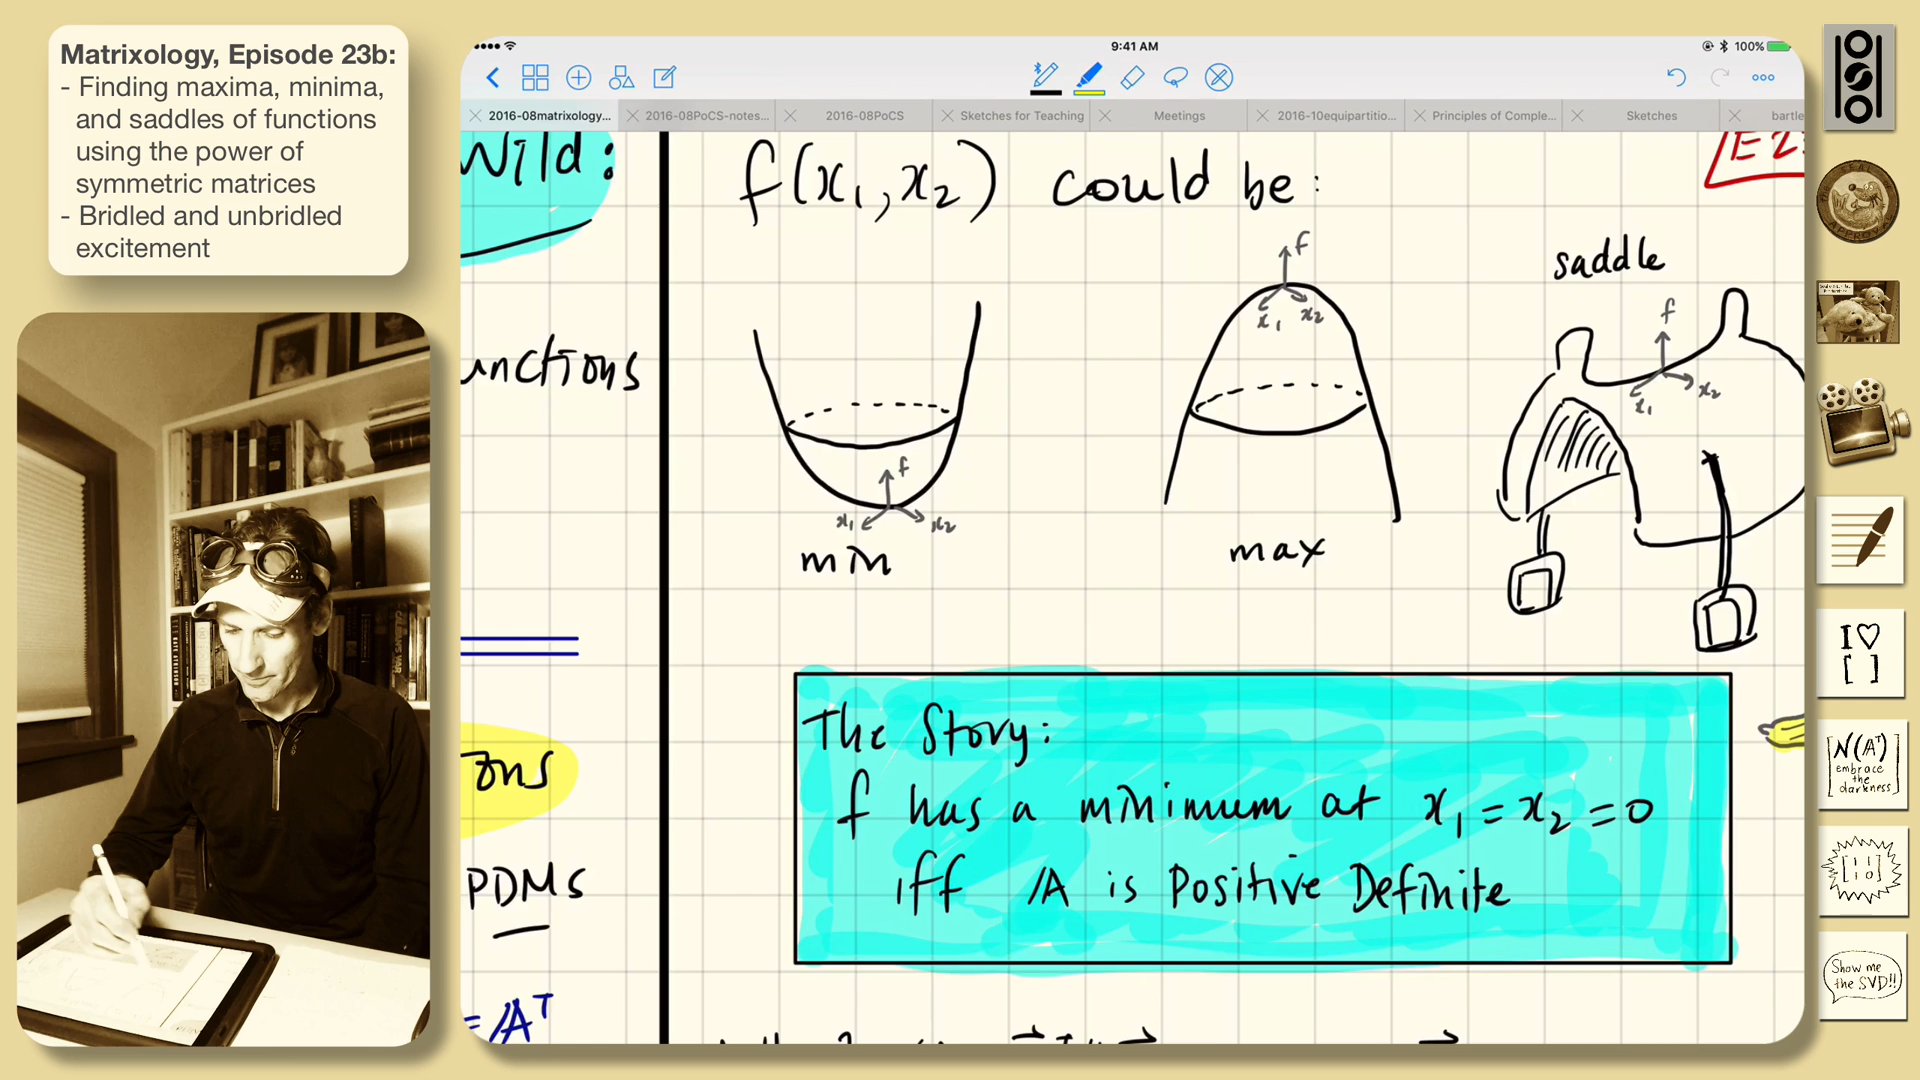 Matrixology, Episode 23b:
- Finding maxima, minima,
and saddles of functions
using the power of
symmetric matrices
- Bridled and unbridled
excitement
9:41 AM
100%
2016-08matrixology...
2016-08PoCS-notes...
2016-08PoCS
Sketches for Teaching
Meetings
2016-10equipartitio...
Principles of Comple...
Sketches
bartle
Wild:
f(x₁,x₂) could be:
unctions
f
x₁ x₂
min
f
x₁ x₂
max
saddle
f
x₁ x₂
The Story:
f has a minimum at x₁ = x₂ = 0
iff /A is Positive Definite
ons
PDMs
= /Aᵀ
I ♡
[ ]
[N(Aᵀ)
embrace
the
darkness]
Show me
the SVD!!